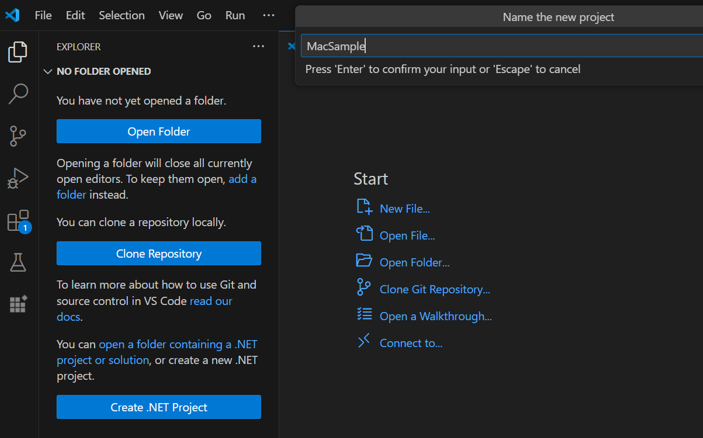 File Edit Selection View Go Run ···
Name the new project
MacSample
Press 'Enter' to confirm your input or 'Escape' to cancel
EXPLORER ···
NO FOLDER OPENED
You have not yet opened a folder.
Open Folder
Opening a folder will close all currently
open editors. To keep them open, add a
folder instead.
You can clone a repository locally.
Clone Repository
To learn more about how to use Git and
source control in VS Code read our
docs.
You can open a folder containing a .NET
project or solution, or create a new .NET
project.
Create .NET Project
1
Start
New File...
Open File...
Open Folder...
Clone Git Repository...
Open a Walkthrough...
Connect to...